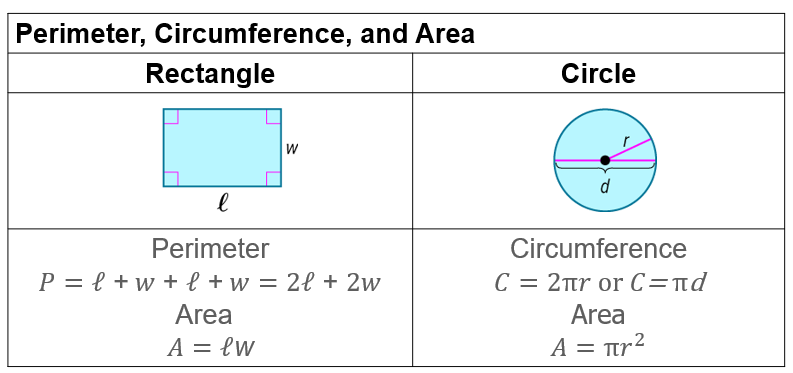 Perimeter, Circumference, and Area
Rectangle
Circle
w
ℓ
r
d
Perimeter
P = ℓ + w + ℓ + w = 2ℓ + 2w
Area
A = ℓw
Circumference
C = 2πr or C=πd
Area
A = πr²